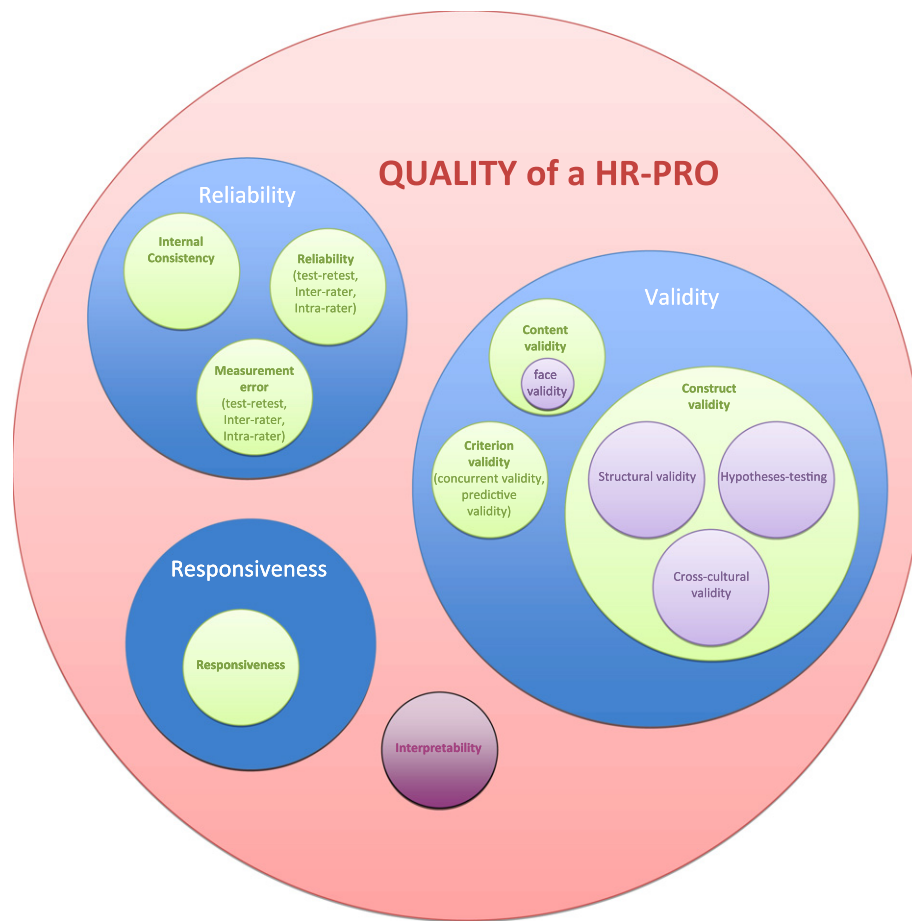 QUALITY of a HR-PRO
Reliability
Internal
Consistency
Reliability
(test-retest,
Inter-rater,
Intra-rater)
Measurement
error
(test-retest,
Inter-rater,
Intra-rater)
Validity
Content
validity
face
validity
Criterion
validity
(concurrent validity,
predictive
validity)
Construct
validity
Structural validity
Hypotheses-testing
Cross-cultural
validity
Responsiveness
Responsiveness
Interpretability